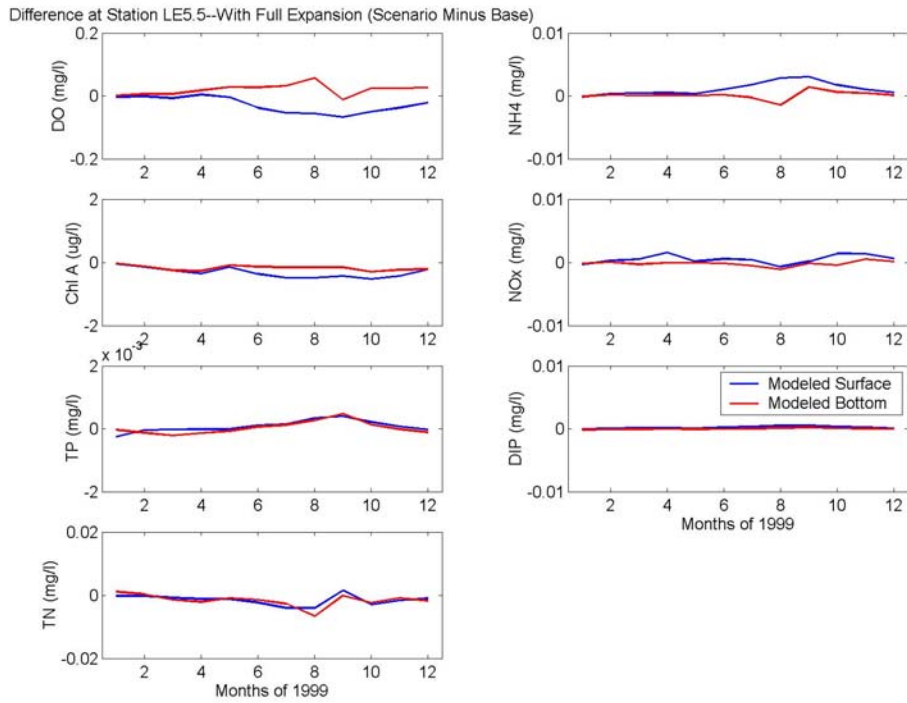 Difference at Station LE5.5--With Full Expansion (Scenario Minus Base)
DO (mg/l)
0.2
0
-0.2
2 4 6 8 10 12
NH4 (mg/l)
0.01
0
-0.01
2 4 6 8 10 12
Chl A (ug/l)
2
0
-2
2 4 6 8 10 12
NOx (mg/l)
0.01
0
-0.01
2 4 6 8 10 12
x 10-3
TP (mg/l)
2
0
-2
2 4 6 8 10 12
DIP (mg/l)
0.01
0
-0.01
Modeled Surface
Modeled Bottom
2 4 6 8 10 12
Months of 1999
TN (mg/l)
0.02
0
-0.02
2 4 6 8 10 12
Months of 1999